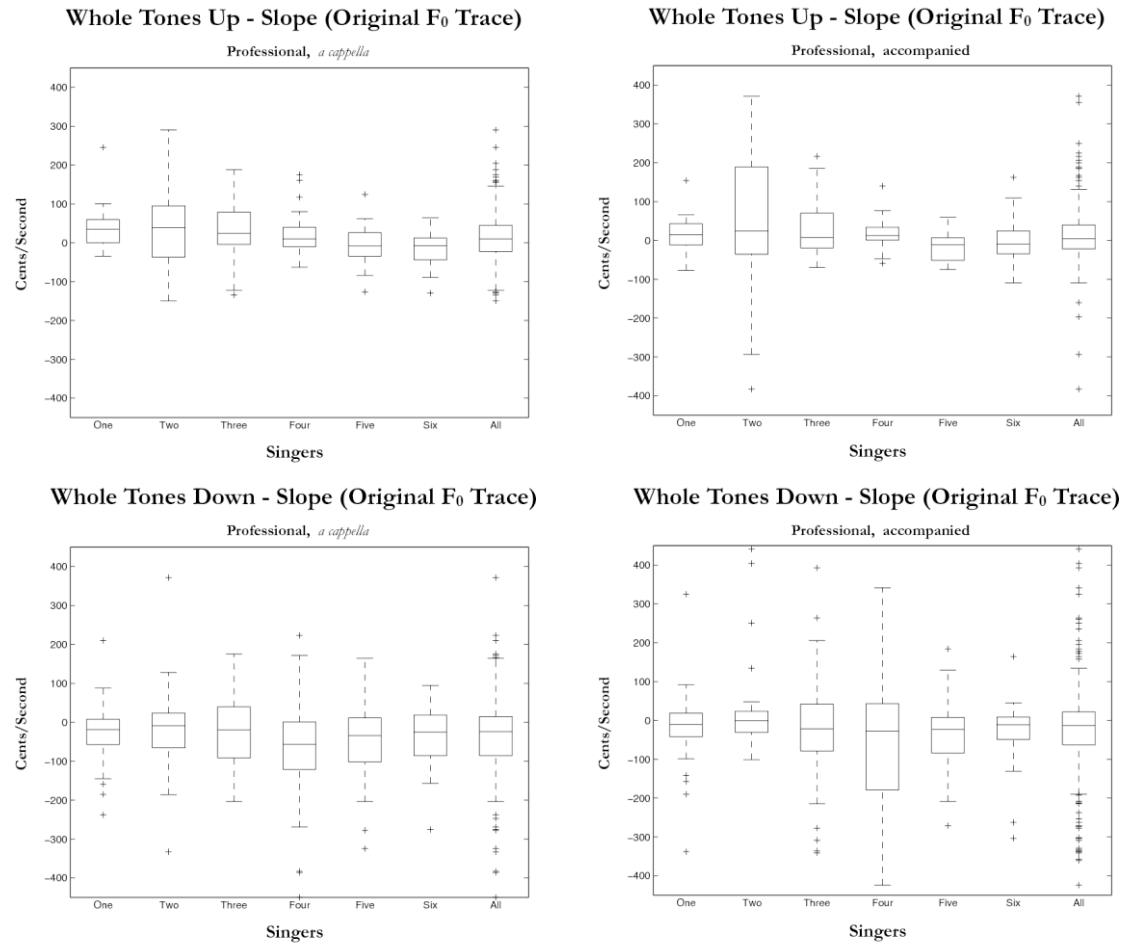 Whole Tones Up - Slope (Original F₀ Trace)
Professional, a cappella
400
300
200
100
0
−100
−200
−300
−400
Cents/Second
One Two Three Four Five Six All
Singers
Whole Tones Up - Slope (Original F₀ Trace)
Professional, accompanied
400
300
200
100
0
−100
−200
−300
−400
Cents/Second
One Two Three Four Five Six All
Singers
Whole Tones Down - Slope (Original F₀ Trace)
Professional, a cappella
400
300
200
100
0
−100
−200
−300
−400
Cents/Second
One Two Three Four Five Six All
Singers
Whole Tones Down - Slope (Original F₀ Trace)
Professional, accompanied
400
300
200
100
0
−100
−200
−300
−400
Cents/Second
One Two Three Four Five Six All
Singers